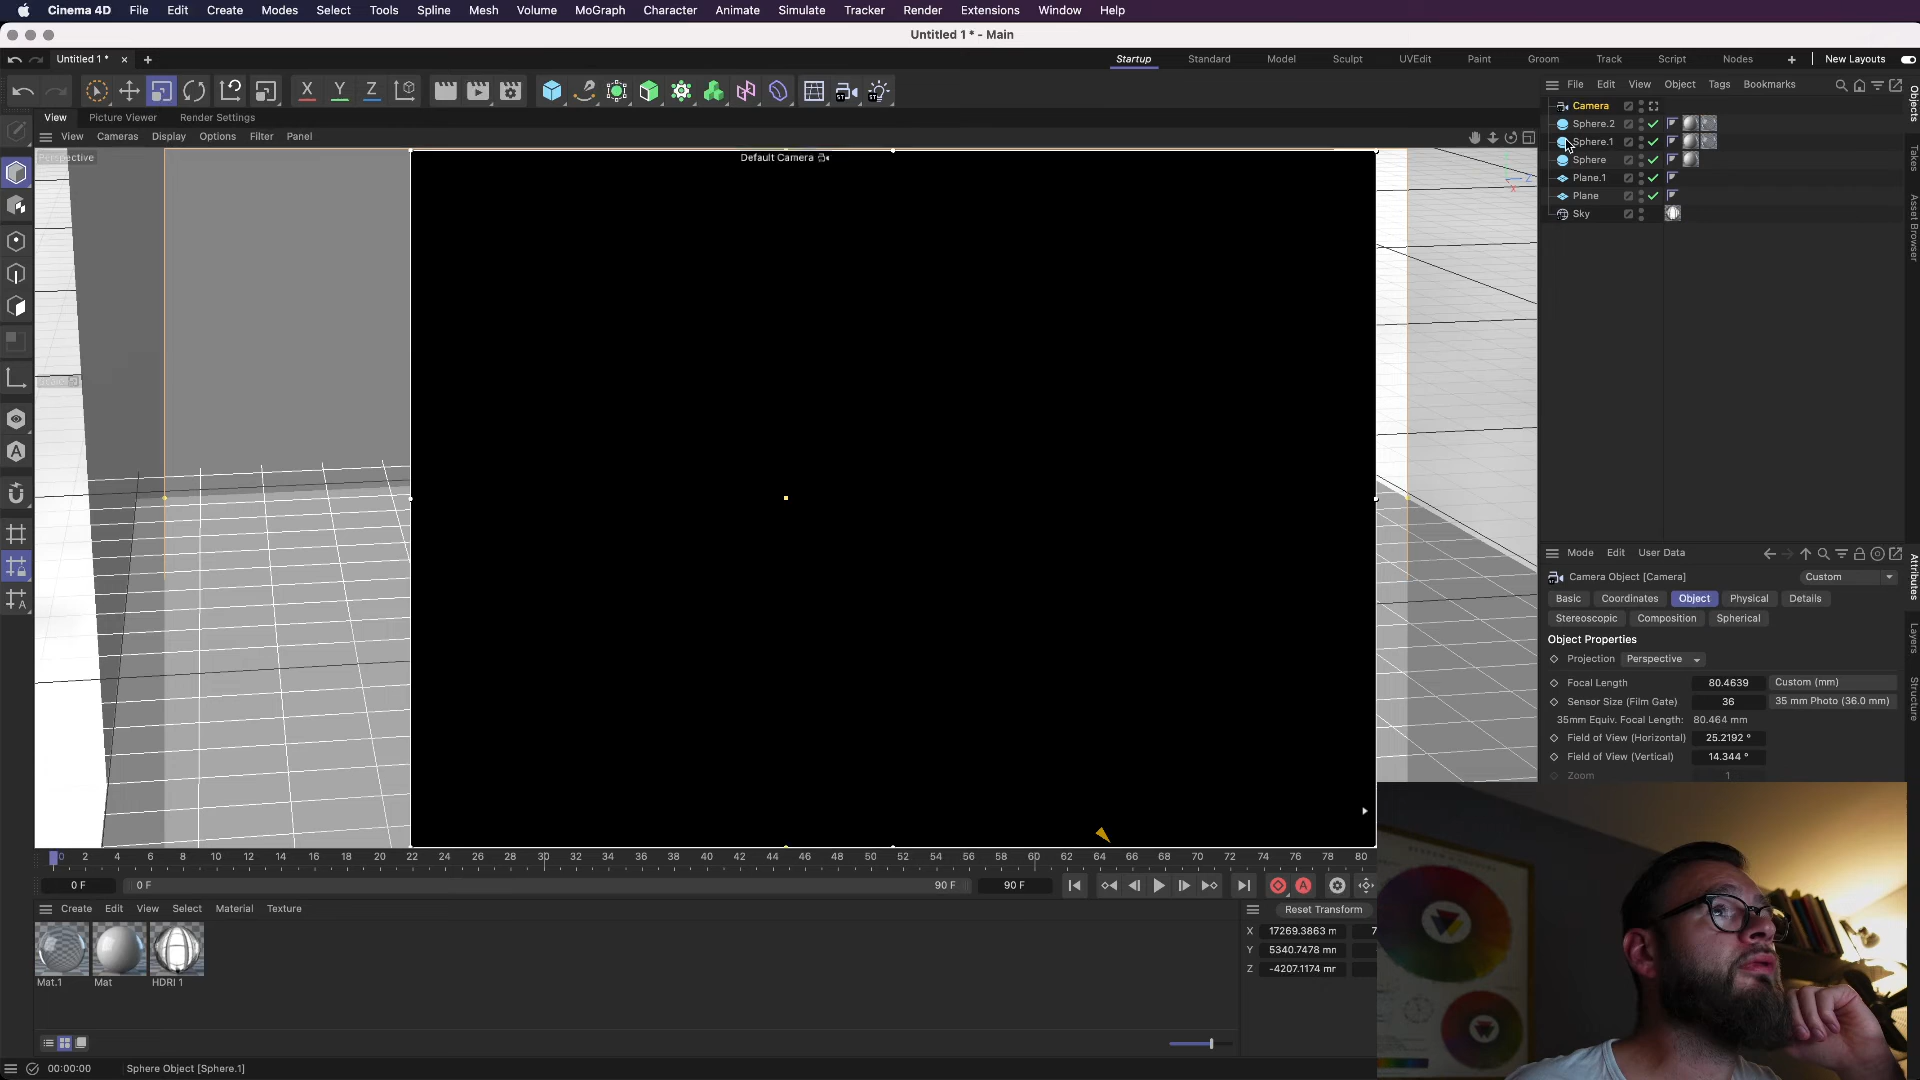 Cinema 4D File Edit Create Modes Select Tools Spline Mesh Volume MoGraph Character Animate Simulate Tracker Render Extensions Window Help
Untitled 1 * - Main
Untitled 1 *
Startup Standard Model Sculpt UVEdit Paint Groom Track Script Nodes New Layouts
X Y Z
File Edit View Object Tags Bookmarks
View Picture Viewer Render Settings
View Cameras Display Options Filter Panel
Perspective
Default Camera
Camera
Sphere.2
Sphere.1
Sphere
Plane.1
Plane
Sky
Objects
Takes
Asset Browser
Mode Edit User Data
Camera Object [Camera] Custom
Basic Coordinates Object Physical Details
Stereoscopic Composition Spherical
Object Properties
Projection Perspective
Focal Length 80.4639 Custom (mm)
Sensor Size (Film Gate) 36 35 mm Photo (36.0 mm)
35mm Equiv. Focal Length: 80.464 mm
Field of View (Horizontal) 25.2192 °
Field of View (Vertical) 14.344 °
Zoom 1
Attributes
Layers
Structure
0 2 4 6 8 10 12 14 16 18 20 22 24 26 28 30 32 34 36 38 40 42 44 46 48 50 52 54 56 58 60 62 64 66 68 70 72 74 76 78 80
0 F 0 F 90 F 90 F
Create Edit View Select Material Texture
Reset Transform
X 17269.3863 m 7
Y 5340.7478 mn
Z -4207.1174 mr
Mat.1 Mat HDRI 1
00:00:00 Sphere Object [Sphere.1]